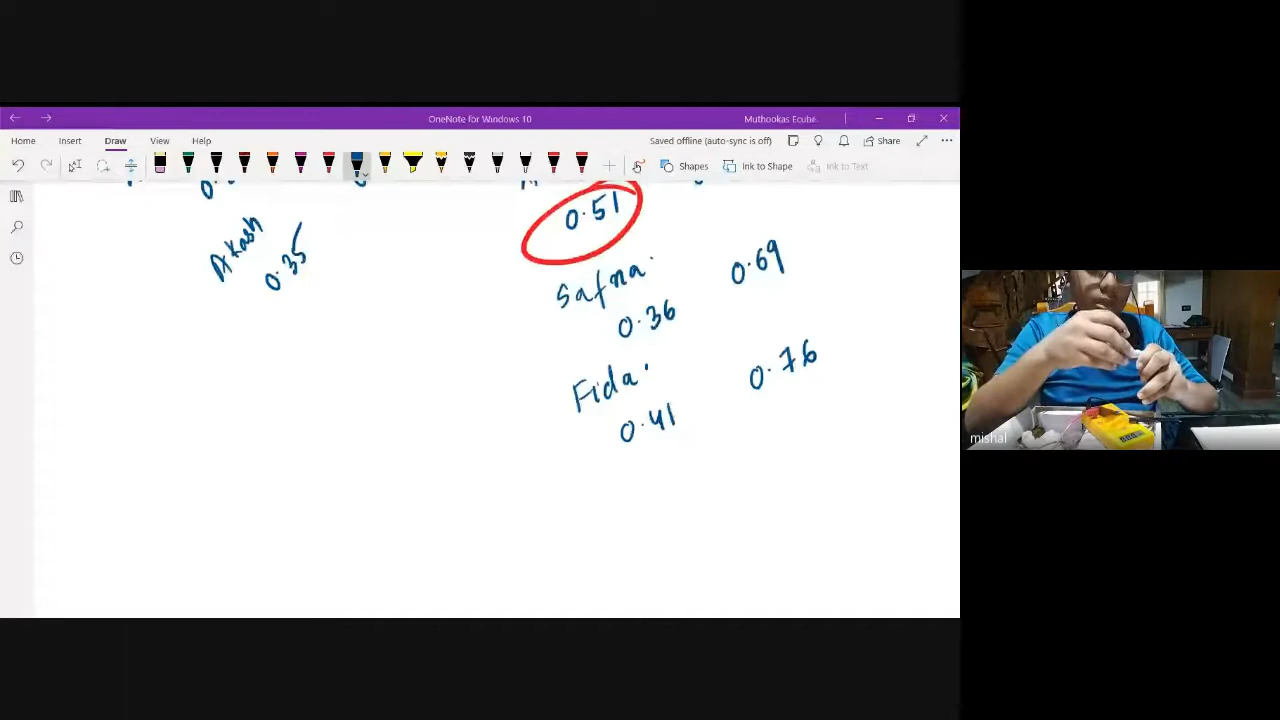 OneNote for Windows 10
Muthookas Ecube.
Home Insert Draw View Help
Saved offline (auto-sync is off)
Share
Shapes
Ink to Shape
Ink to Text
0.51
Akash
0.35
Safna.
0.69
0.36
Fida.
0.76
0.41
mishal